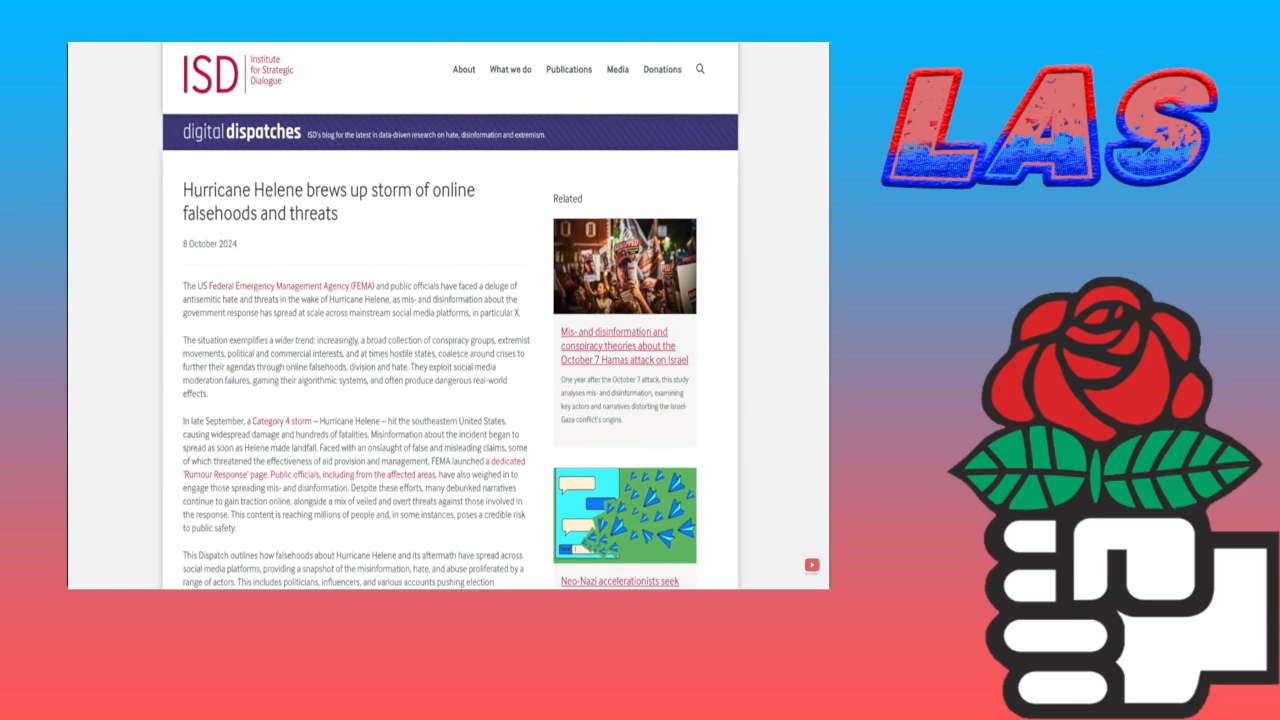 ISD
Institute
for Strategic
Dialogue
About What we do Publications Media Donations
LAS
digitaldispatches ISD's blog for the latest in data-driven research on hate, disinformation and extremism.
Hurricane Helene brews up storm of online
falsehoods and threats
8 October 2024
The US Federal Emergency Management Agency (FEMA) and public officials have faced a deluge of
antisemitic hate and threats in the wake of Hurricane Helene, as mis- and disinformation about the
government response has spread at scale across mainstream social media platforms, in particular X.
The situation exemplifies a wider trend: increasingly, a broad collection of conspiracy groups, extremist
movements, political and commercial interests, and at times hostile states, coalesce around crises to
further their agendas through online falsehoods, division and hate. They exploit social media
moderation failures, gaming their algorithmic systems, and often produce dangerous real-world
effects.
In late September, a Category 4 storm – Hurricane Helene – hit the southeastern United States,
causing widespread damage and hundreds of fatalities. Misinformation about the incident began to
spread as soon as Helene made landfall. Faced with an onslaught of false and misleading claims, some
of which threatened the effectiveness of aid provision and management, FEMA launched a dedicated
'Rumour Response' page. Public officials, including from the affected areas, have also weighed in to
engage those spreading mis- and disinformation. Despite these efforts, many debunked narratives
continue to gain traction online, alongside a mix of veiled and overt threats against those involved in
the response. This content is reaching millions of people and, in some instances, poses a credible risk
to public safety.
This Dispatch outlines how falsehoods about Hurricane Helene and its aftermath have spread across
social media platforms, providing a snapshot of the misinformation, hate, and abuse proliferated by a
range of actors. This includes politicians, influencers, and various accounts pushing election
Related
Mis- and disinformation and
conspiracy theories about the
October 7 Hamas attack on Israel
One year after the October 7 attack, this study
analyses mis- and disinformation, examining
key actors and narratives distorting the Israel-
Gaza conflict's origins.
Neo-Nazi accelerationists seek